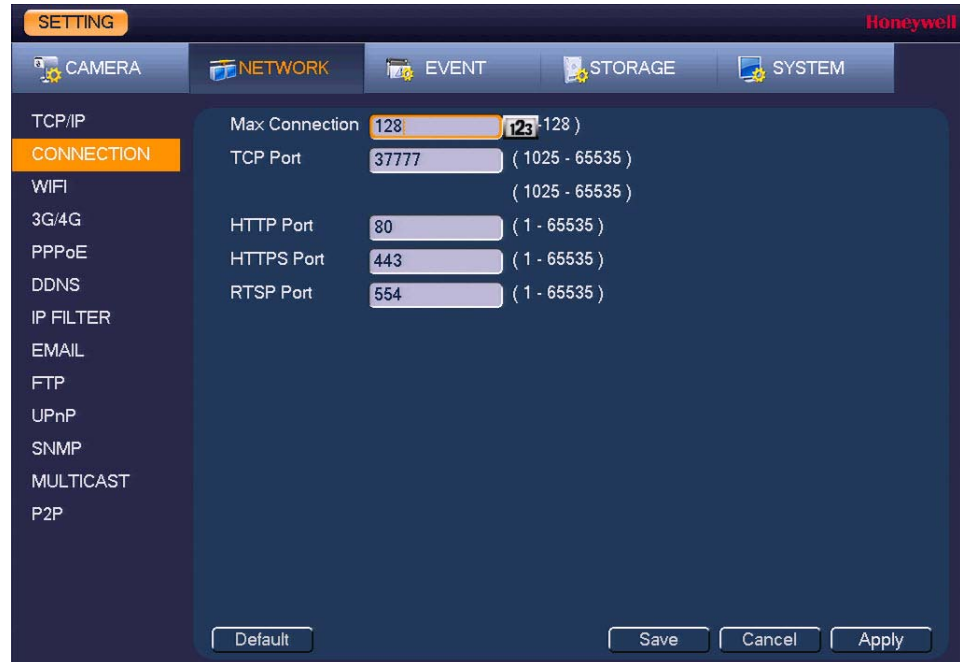 SETTING
Honeywell
CAMERA
NETWORK
EVENT
STORAGE
SYSTEM
TCP/IP
CONNECTION
WIFI
3G/4G
PPPoE
DDNS
IP FILTER
EMAIL
FTP
UPnP
SNMP
MULTICAST
P2P
Max Connection 128 123 -128 )
TCP Port 37777 ( 1025 - 65535 )
( 1025 - 65535 )
HTTP Port 80 ( 1 - 65535 )
HTTPS Port 443 ( 1 - 65535 )
RTSP Port 554 ( 1 - 65535 )
Default
Save
Cancel
Apply